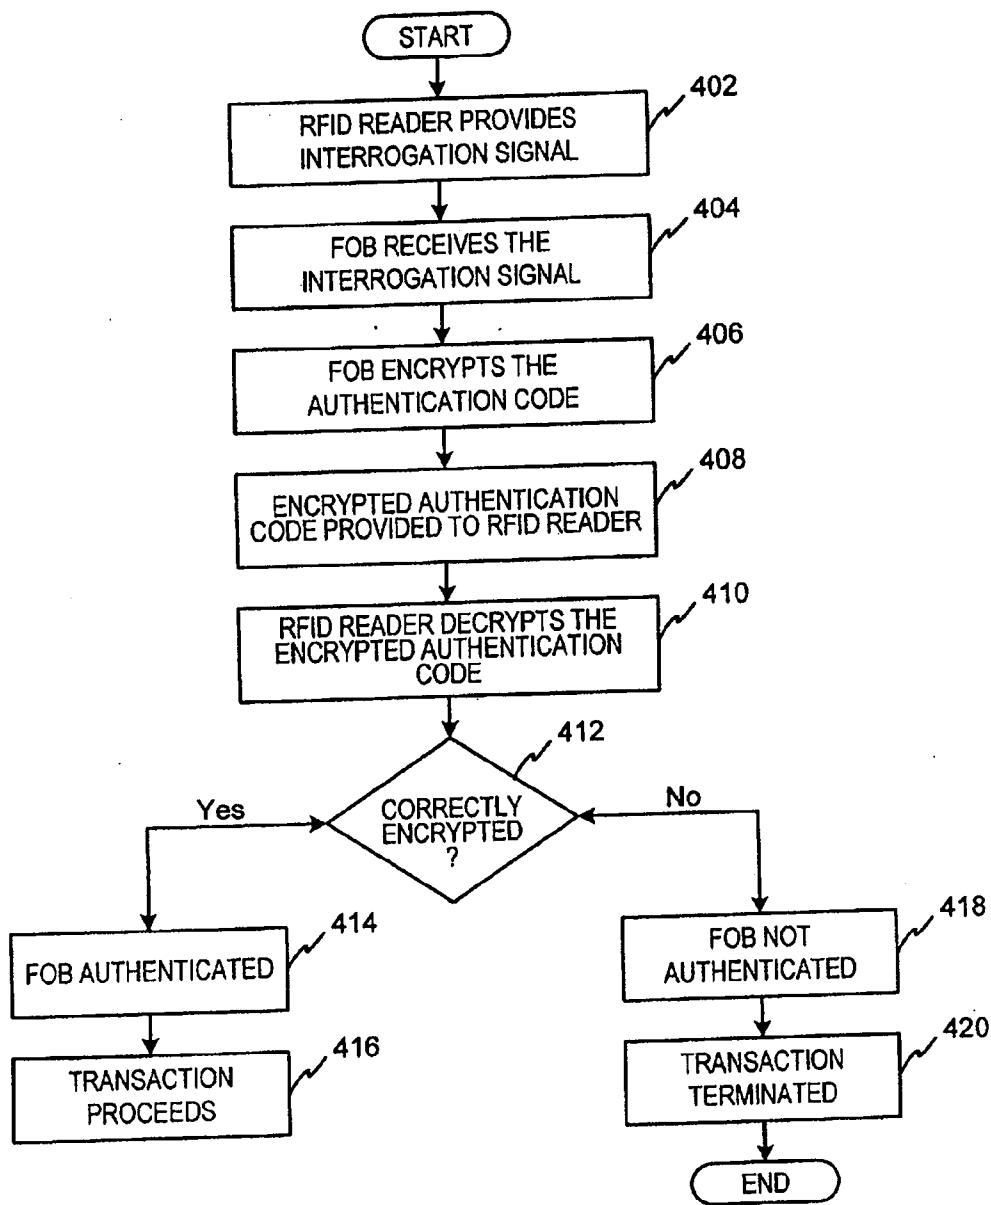 START
402
RFID READER PROVIDES
INTERROGATION SIGNAL
404
FOB RECEIVES THE
INTERROGATION SIGNAL
406
FOB ENCRYPTS THE
AUTHENTICATION CODE
408
ENCRYPTED AUTHENTICATION
CODE PROVIDED TO RFID READER
410
RFID READER DECRYPTS THE
ENCRYPTED AUTHENTICATION
CODE
412
CORRECTLY
ENCRYPTED
?
Yes
No
414
FOB AUTHENTICATED
416
TRANSACTION
PROCEEDS
418
FOB NOT
AUTHENTICATED
420
TRANSACTION
TERMINATED
END